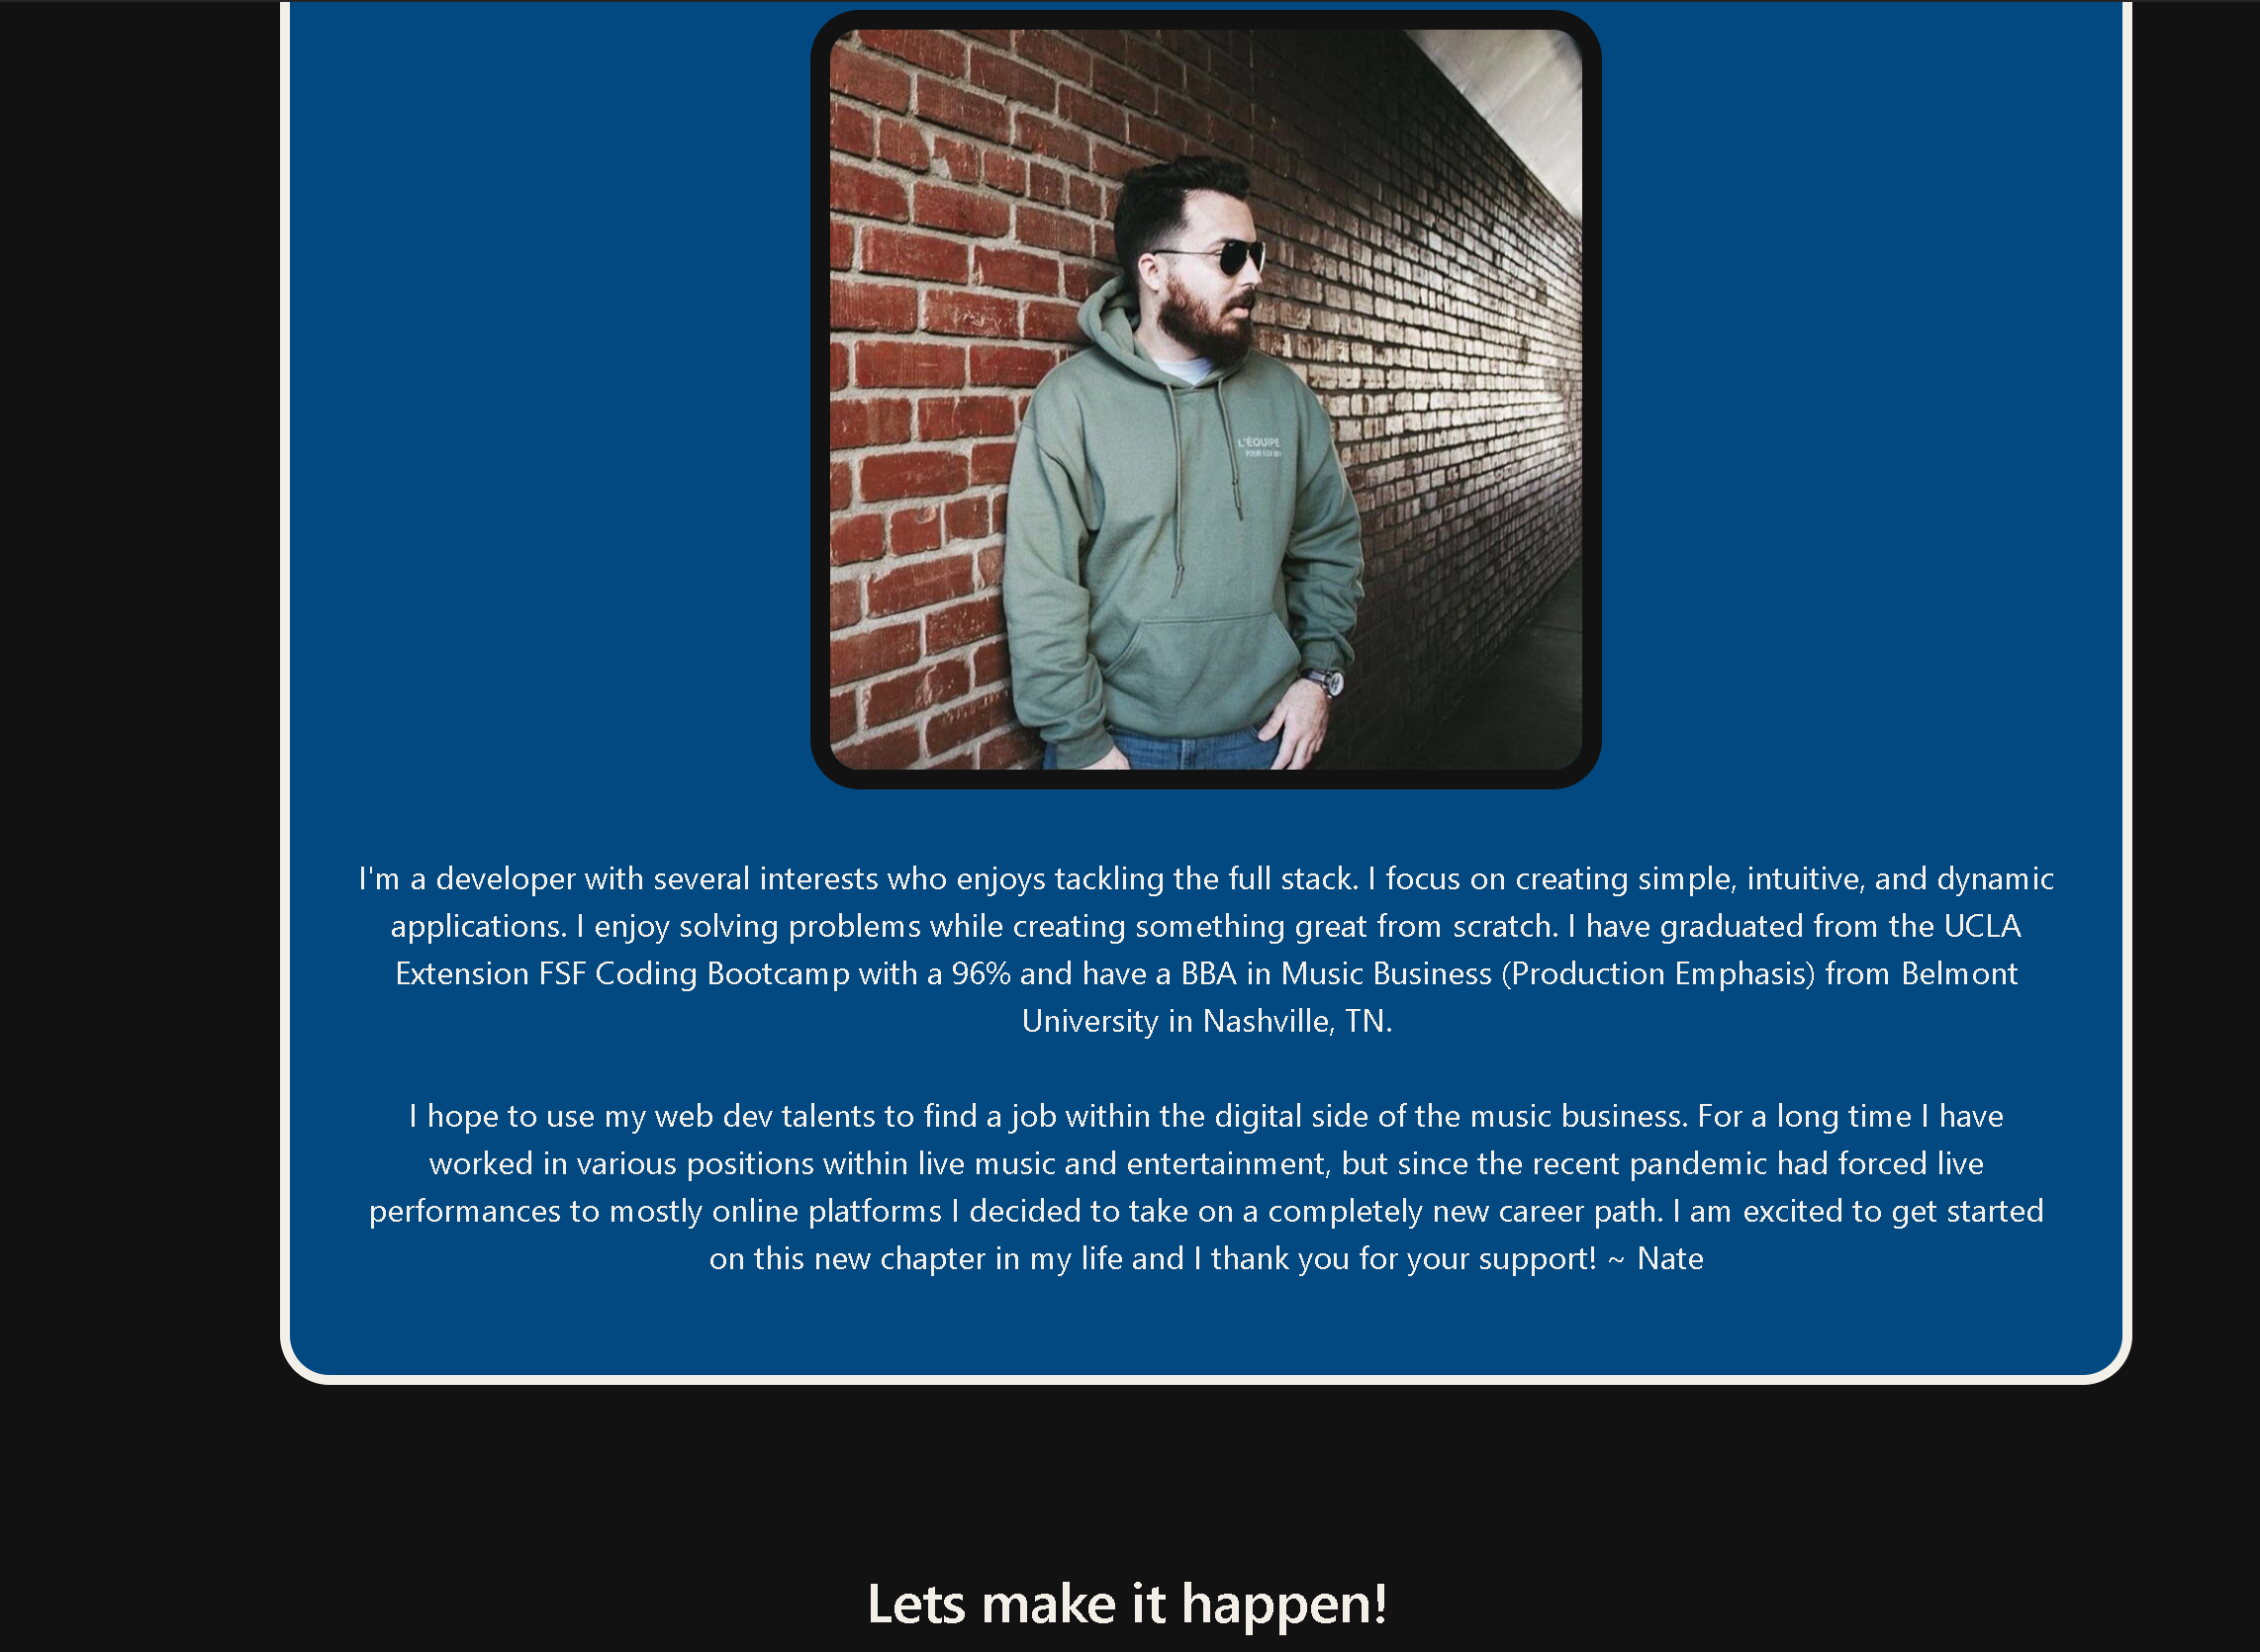 L'ÉQUIPE
I'm a developer with several interests who enjoys tackling the full stack. I focus on creating simple, intuitive, and dynamic
applications. I enjoy solving problems while creating something great from scratch. I have graduated from the UCLA
Extension FSF Coding Bootcamp with a 96% and have a BBA in Music Business (Production Emphasis) from Belmont
University in Nashville, TN.
I hope to use my web dev talents to find a job within the digital side of the music business. For a long time I have
worked in various positions within live music and entertainment, but since the recent pandemic had forced live
performances to mostly online platforms I decided to take on a completely new career path. I am excited to get started
on this new chapter in my life and I thank you for your support! ~ Nate
Lets make it happen!